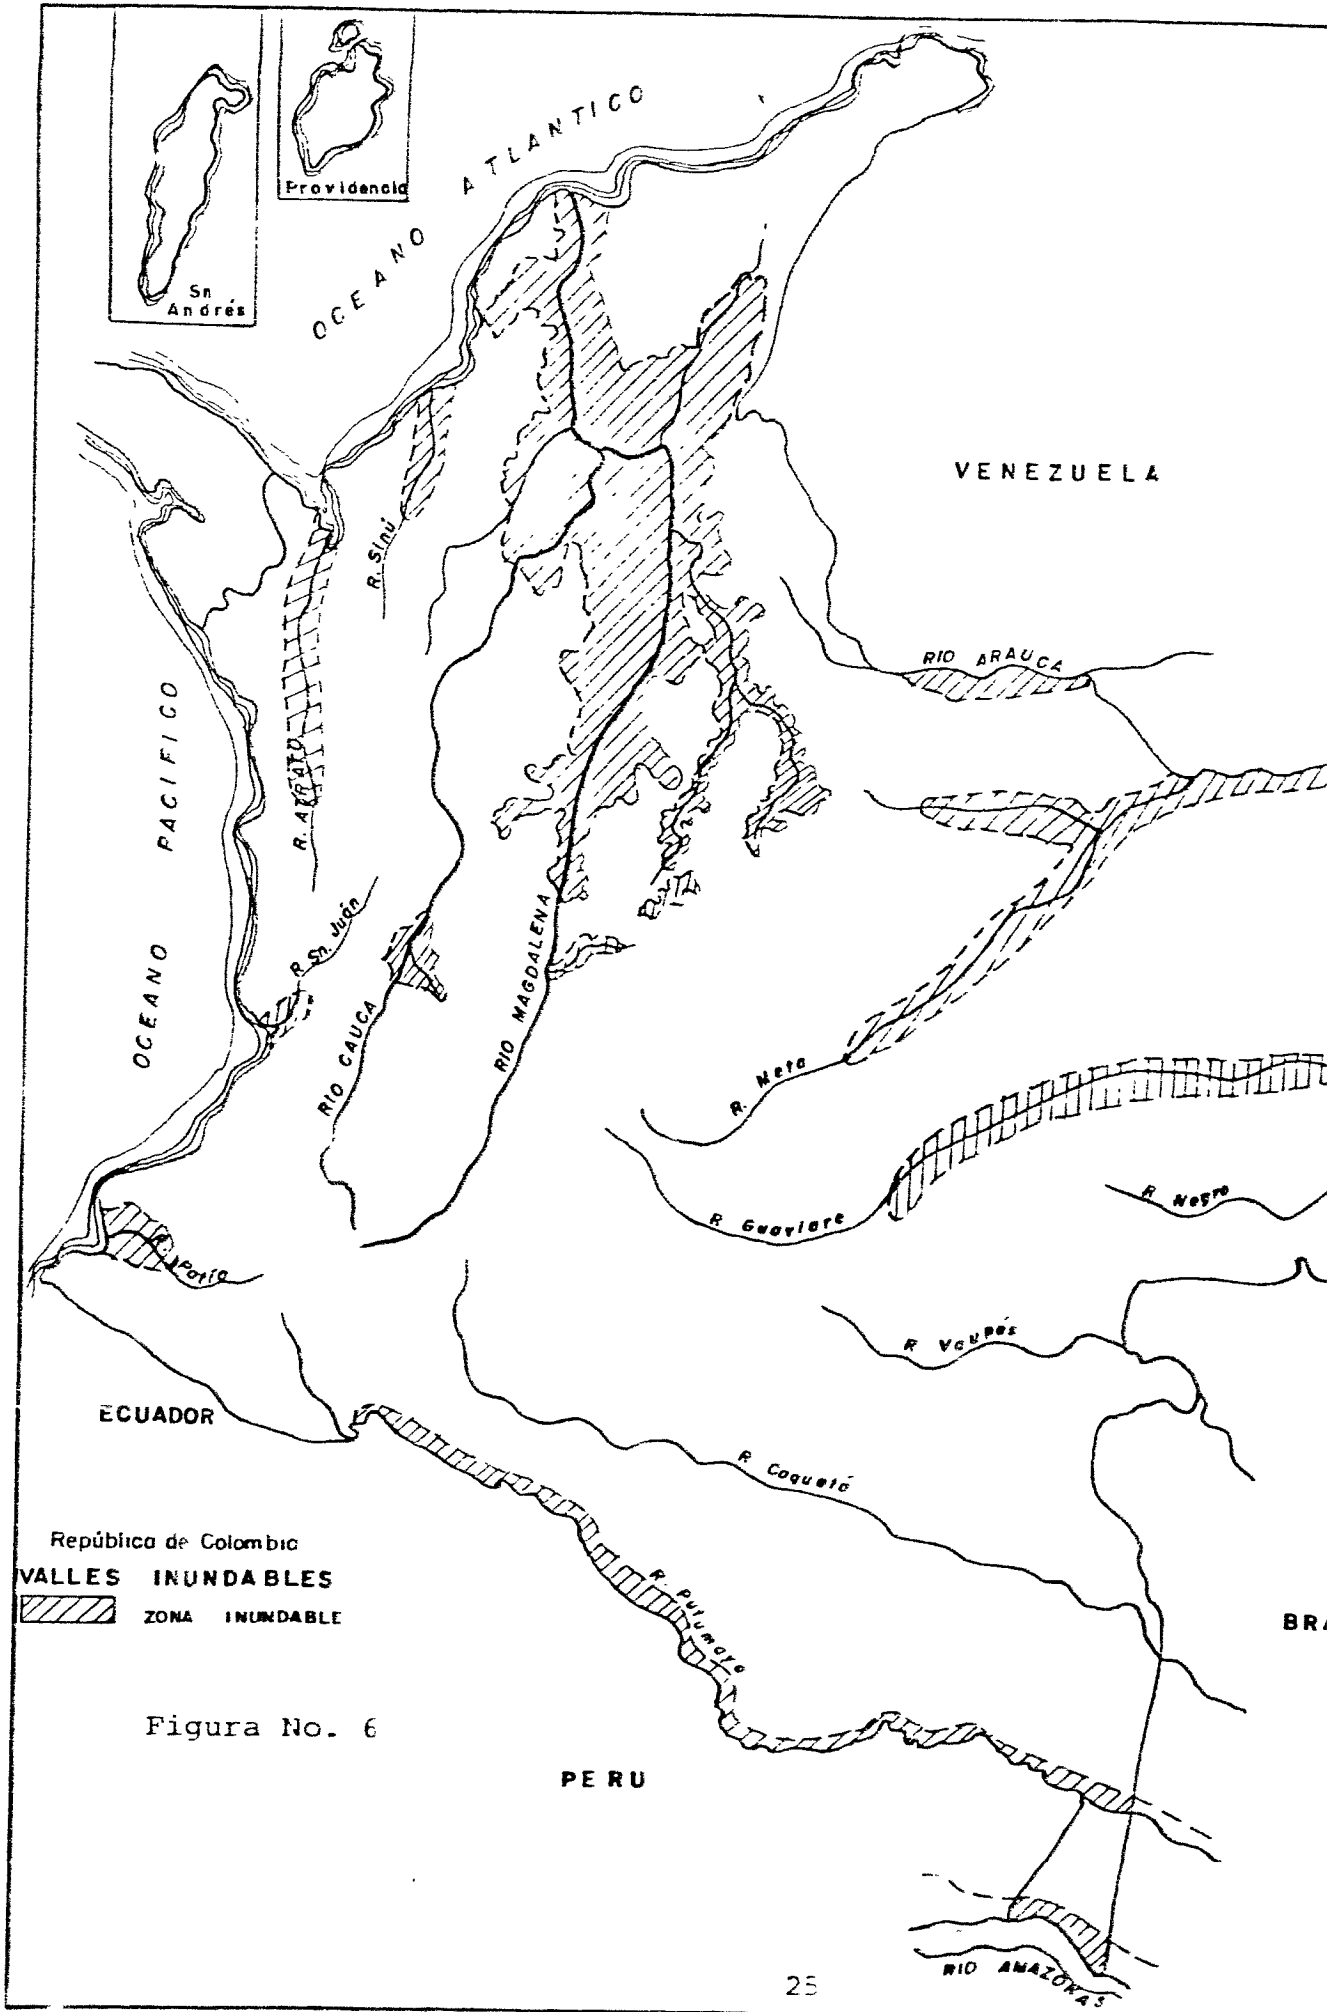 Providencia
Sn
Andrés
OCEANO ATLANTICO
VENEZUELA
R. Sinú
RIO ARAUCA
OCEANO PACIFICO
R. ATRATO
R. Sn. Juán
RIO CAUCA
RIO MAGDALENA
R. Meta
R. Guaviare
R. Negro
R. Patía
R. Vaupés
ECUADOR
R. Caquetá
República de Colombia
VALLES INUNDABLES
ZONA INUNDABLE
R. Putumayo
BRA
Figura No. 6
PERU
RIO AMAZONAS
25